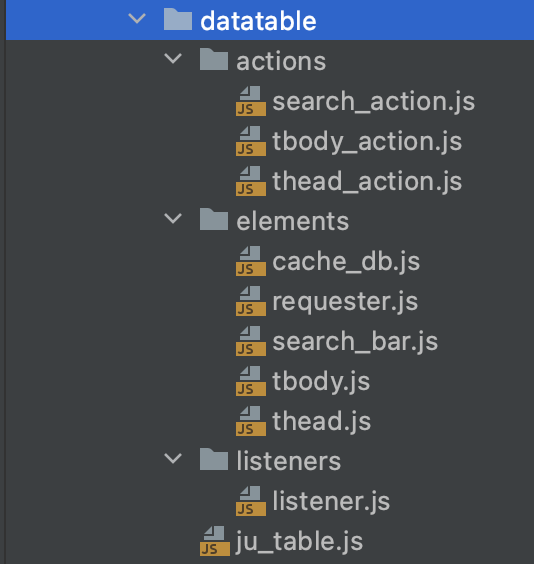 datatable
actions
JS search_action.js
JS tbody_action.js
JS thead_action.js
elements
JS cache_db.js
JS requester.js
JS search_bar.js
JS tbody.js
JS thead.js
listeners
JS listener.js
JS ju_table.js